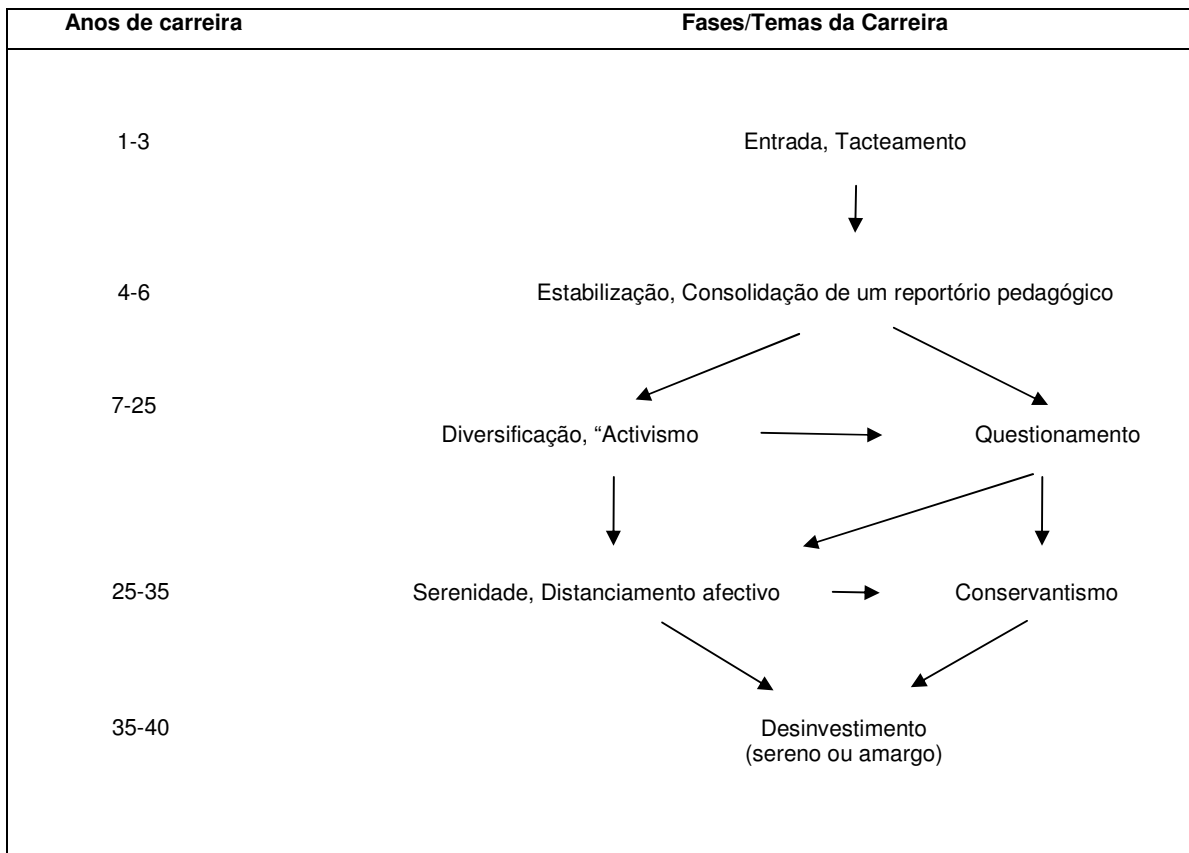 Anos de carreira Fases/Temas da Carreira
1-3 Entrada, Tacteamento
4-6 Estabilização, Consolidação de um reportório pedagógico
7-25
Diversificação, “Activismo Questionamento
25-35 Serenidade, Distanciamento afectivo Conservantismo
35-40 Desinvestimento
(sereno ou amargo)